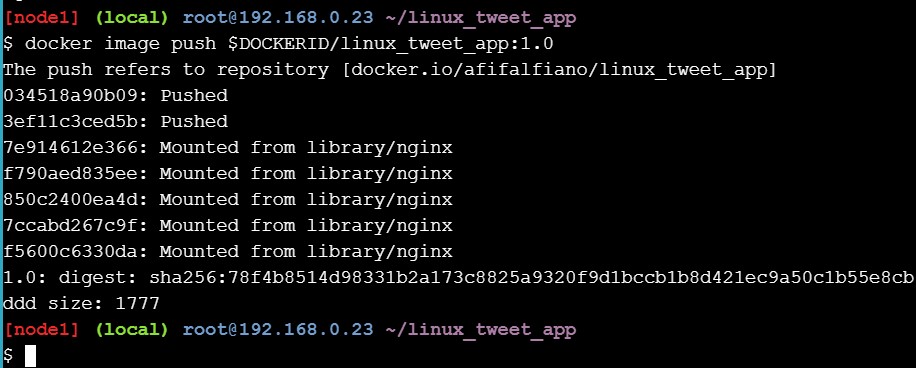 [node1] (local) root@192.168.0.23 ~/linux_tweet_app
$ docker image push $DOCKERID/linux_tweet_app:1.0
The push refers to repository [docker.io/afifalfiano/linux_tweet_app]
034518a90b09: Pushed
3ef11c3ced5b: Pushed
7e914612e366: Mounted from library/nginx
f790aed835ee: Mounted from library/nginx
850c2400ea4d: Mounted from library/nginx
7ccabd267c9f: Mounted from library/nginx
f5600c6330da: Mounted from library/nginx
1.0: digest: sha256:78f4b8514d98331b2a173c8825a9320f9d1bccb1b8d421ec9a50c1b55e8cb
ddd size: 1777
[node1] (local) root@192.168.0.23 ~/linux_tweet_app
$